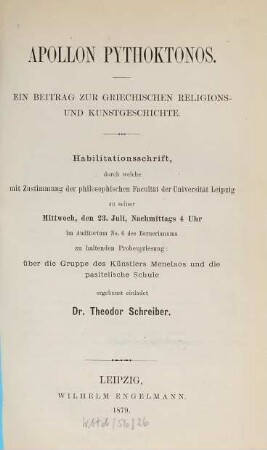 APOLLON PYTHOKTONOS.
EIN BEITRAG ZUR GRIECHISCHEN RELIGIONS-
UND KUNSTGESCHICHTE.
Habilitationsschrift,
durch welche
mit Zustimmung der philosophischen Facultät der Universität Leipzig
zu seiner
Mittwoch, den 23. Juli, Nachmittags 4 Uhr
im Auditorium No. 6 des Bornerianums
zu haltenden Probevorlesung:
über die Gruppe des Künstlers Menelaos und die
pasitelische Schule
ergebenst einladet
Dr. Theodor Schreiber.
LEIPZIG,
WILHELM ENGELMANN.
1879.